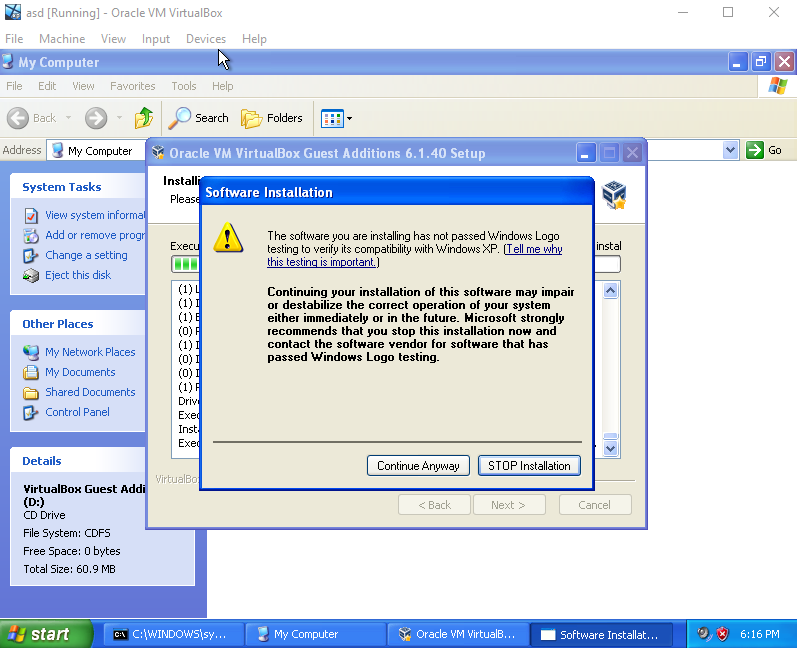 asd [Running] - Oracle VM VirtualBox
File Machine View Input Devices Help
My Computer
File Edit View Favorites Tools Help
Back Search Folders
Address My Computer Go
System Tasks
View system informa
Add or remove progr
Change a setting
Eject this disk
Other Places
My Network Places
My Documents
Shared Documents
Control Panel
Details
VirtualBox Guest Addi
(D:)
CD Drive
File System: CDFS
Free Space: 0 bytes
Total Size: 60.9 MB
Oracle VM VirtualBox Guest Additions 6.1.40 Setup
Installi
Please
Execu
instal
(1) L
(1) I
(1) E
(0) F
(1) I
(0) I
(0) I
(1) F
Drive
Exec
Insta
Exec
VirtualBox
< Back Next > Cancel
Software Installation
The software you are installing has not passed Windows Logo
testing to verify its compatibility with Windows XP. (Tell me why
this testing is important.)
Continuing your installation of this software may impair
or destabilize the correct operation of your system
either immediately or in the future. Microsoft strongly
recommends that you stop this installation now and
contact the software vendor for software that has
passed Windows Logo testing.
Continue Anyway STOP Installation
start C:\WINDOWS\sy... My Computer Oracle VM VirtualB... Software Installat... 6:16 PM